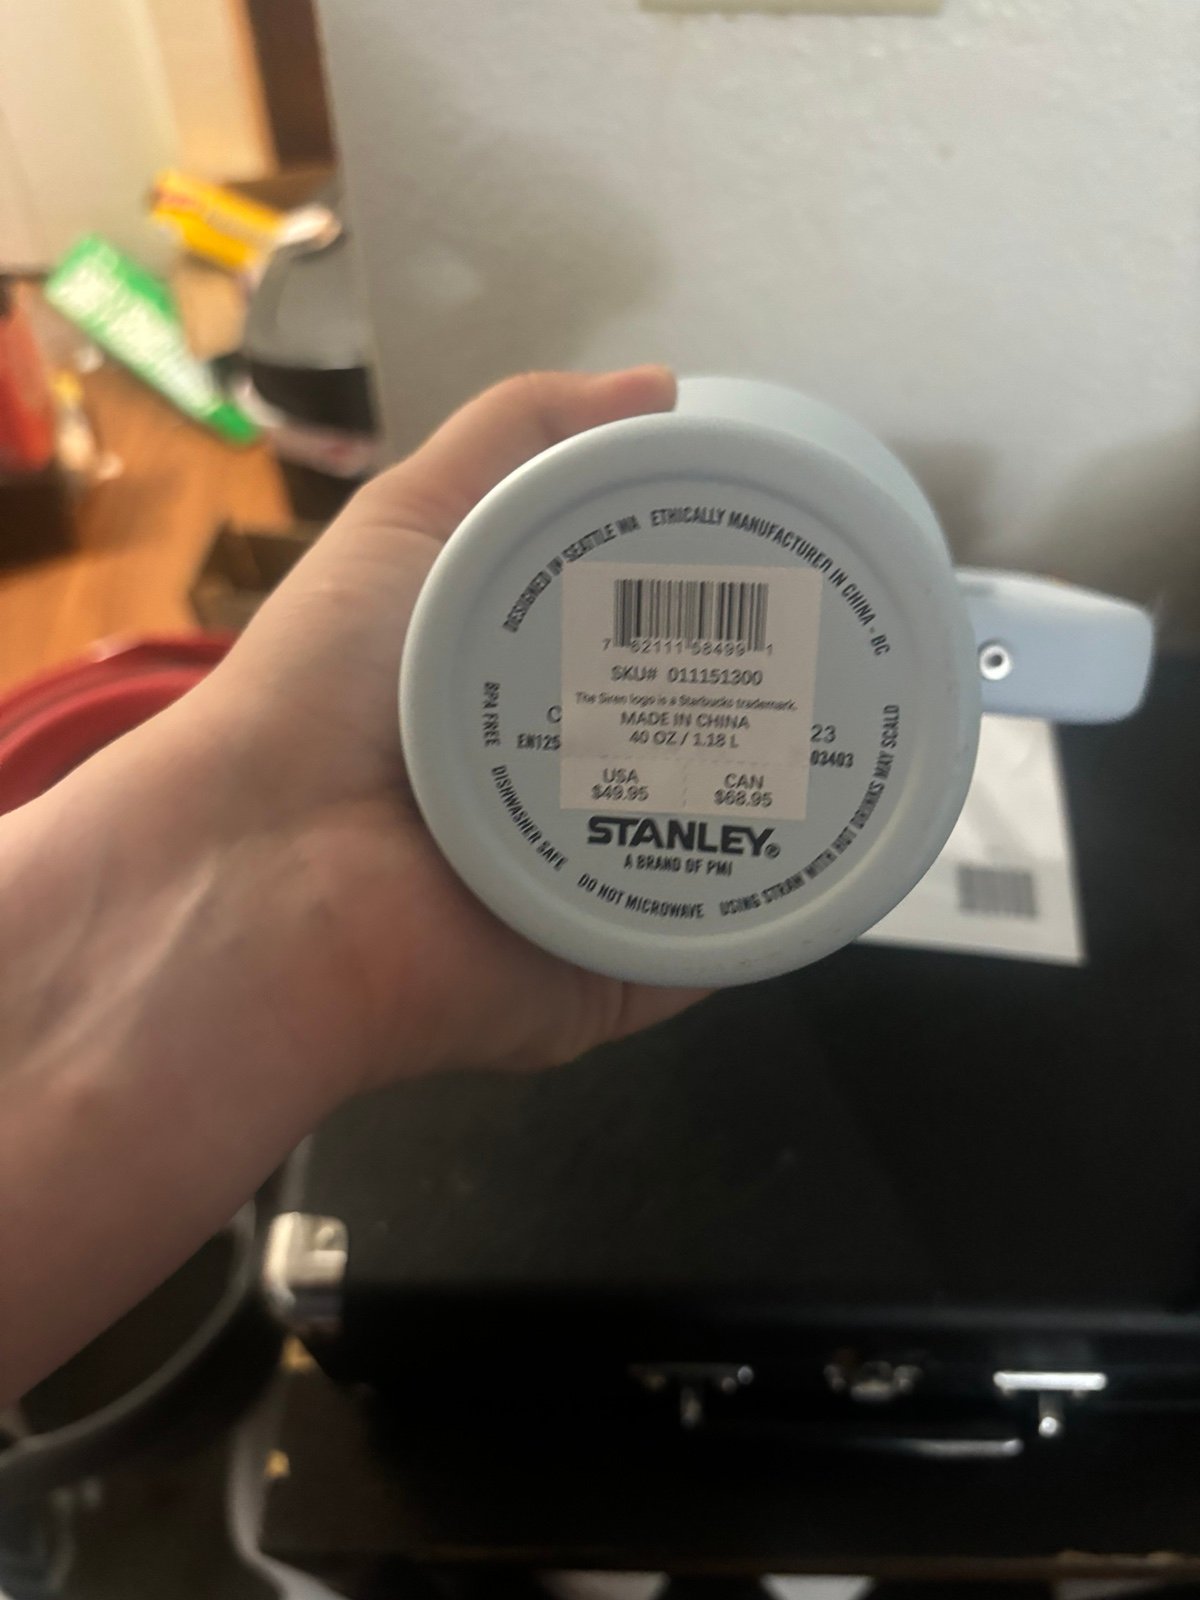 DESIGNED IN SEATTLE WA
ETHICALLY MANUFACTURED IN CHINA - BC
7 62111 58499 1
SKU# 011151300
The Siren logo is a Starbucks trademark.
MADE IN CHINA
40 OZ / 1.18 L
USA
$49.95
CAN
$68.95
C
23
EN125
03403
STANLEY®
A BRAND OF PMI
BPA FREE
DISHWASHER SAFE
DO NOT MICROWAVE
USING STRAW WITH HOT DRINKS MAY SCALD